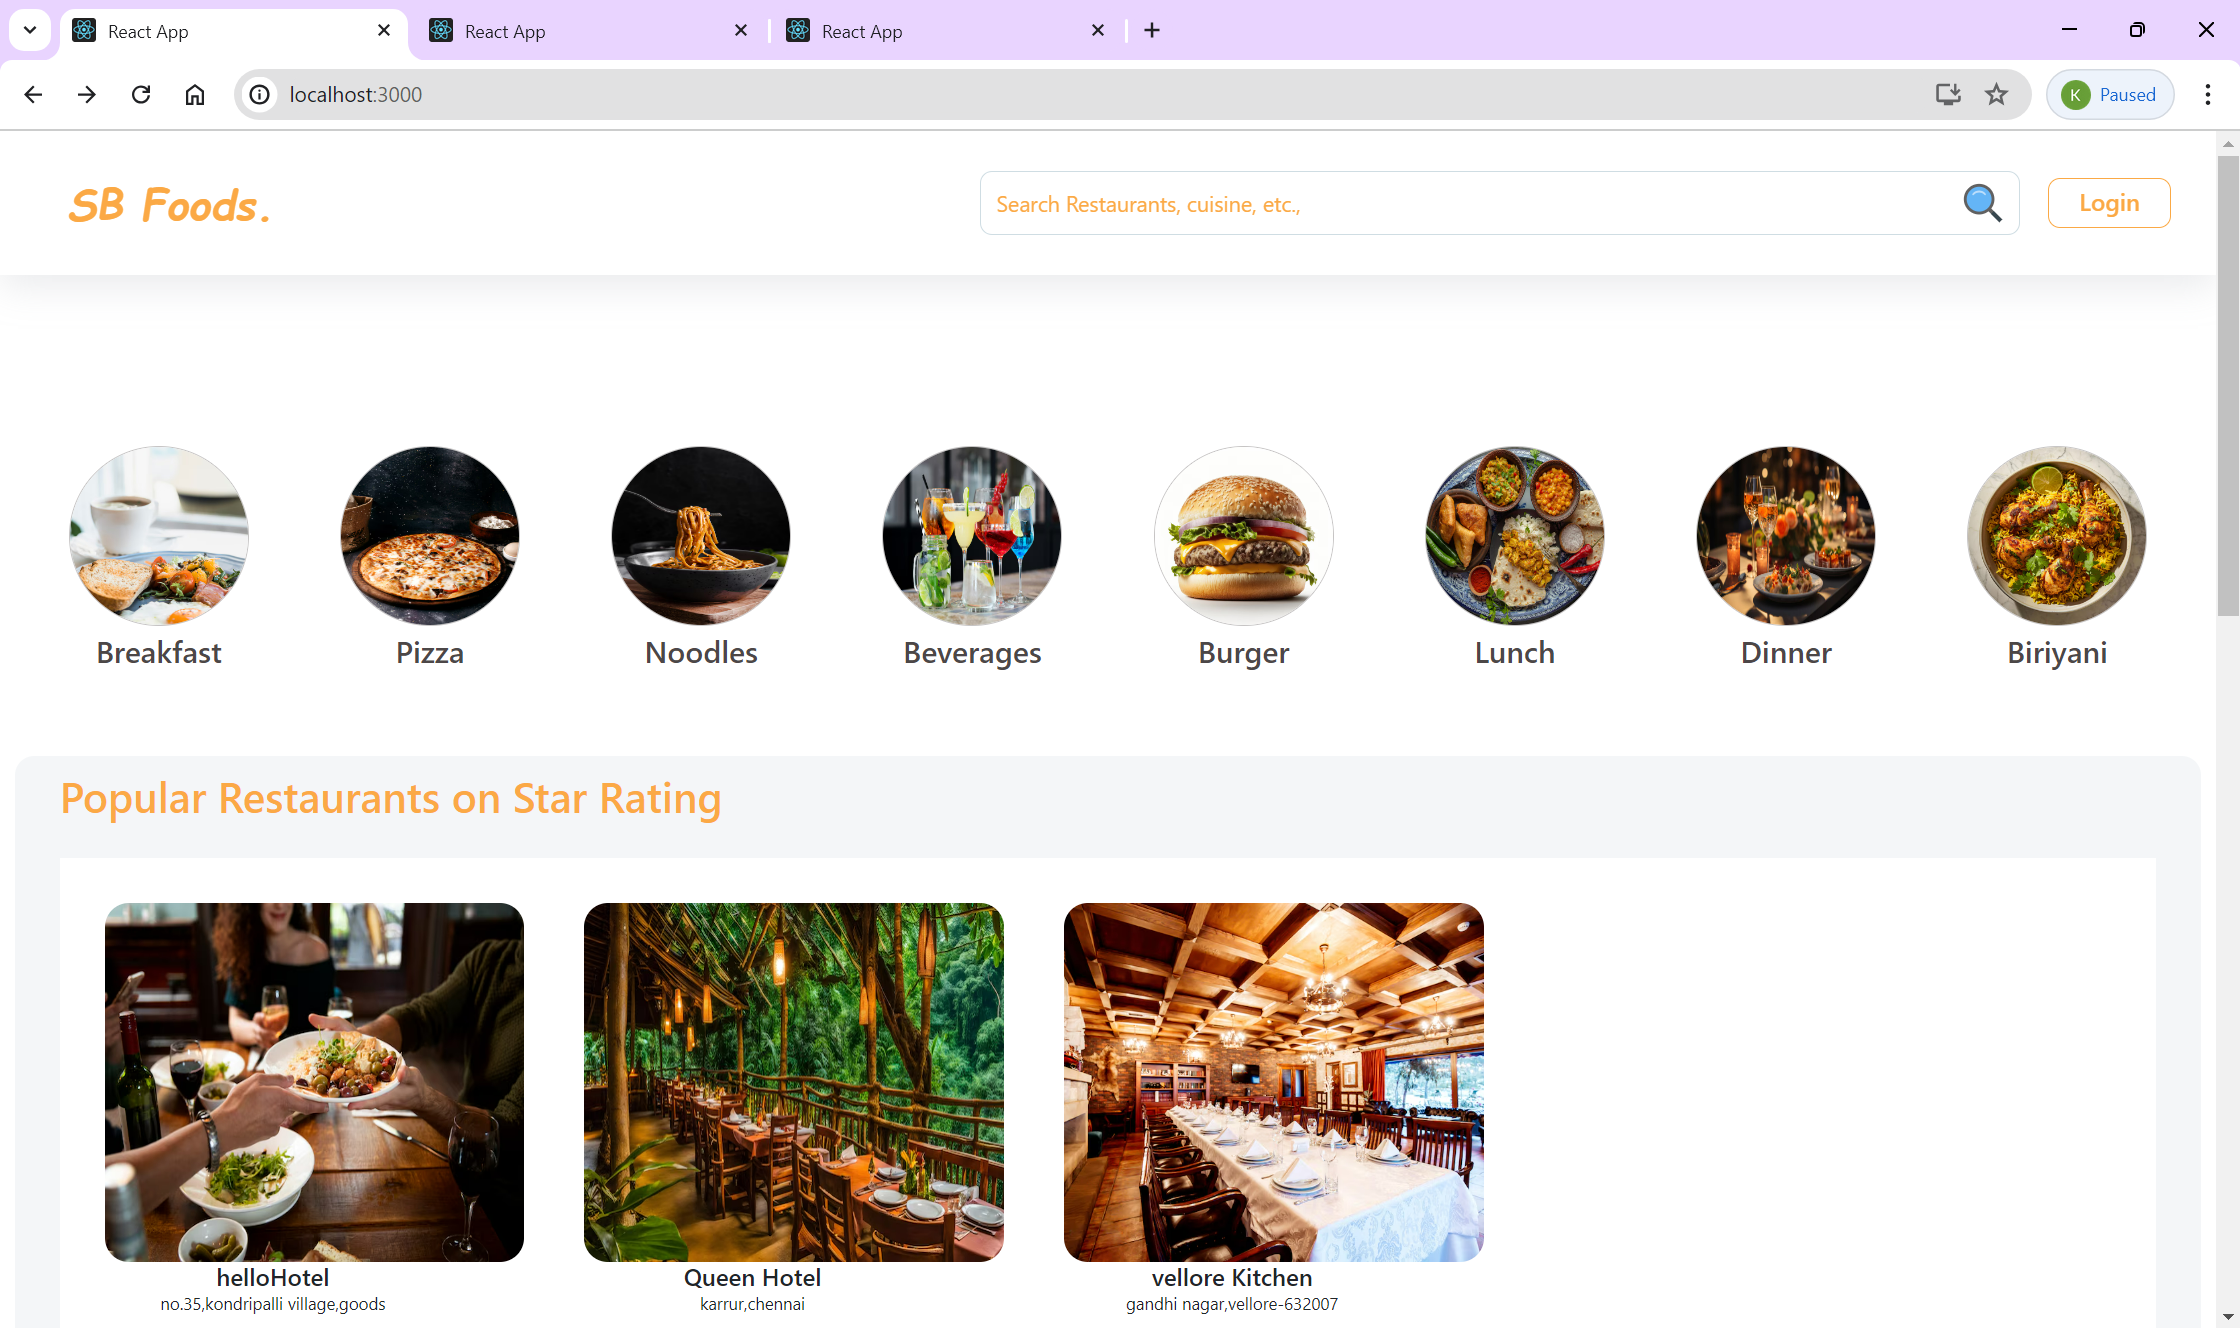 React App
React App
React App
localhost:3000
K Paused
SB Foods.
Search Restaurants, cuisine, etc.,
Login
Breakfast
Pizza
Noodles
Beverages
Burger
Lunch
Dinner
Biriyani
Popular Restaurants on Star Rating
helloHotel
no.35,kondripalli village,goods
Queen Hotel
karrur,chennai
vellore Kitchen
gandhi nagar,vellore-632007